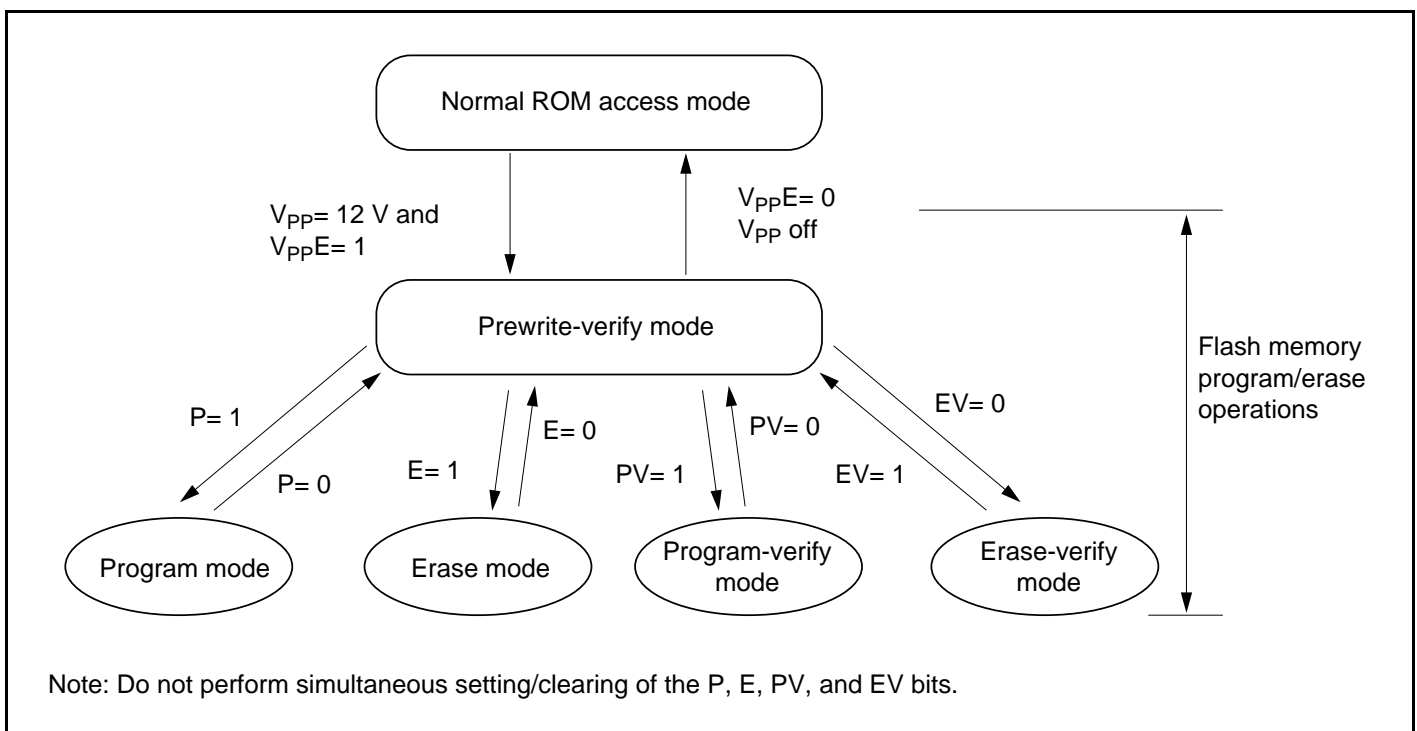 Normal ROM access mode
VPP= 12 V and
VPPE= 1
VPPE= 0
VPP off
Prewrite-verify mode
Flash memory
program/erase
operations
P= 1
P= 0
E= 1
E= 0
PV= 1
PV= 0
EV= 1
EV= 0
Program mode
Erase mode
Program-verify
mode
Erase-verify
mode
Note: Do not perform simultaneous setting/clearing of the P, E, PV, and EV bits.